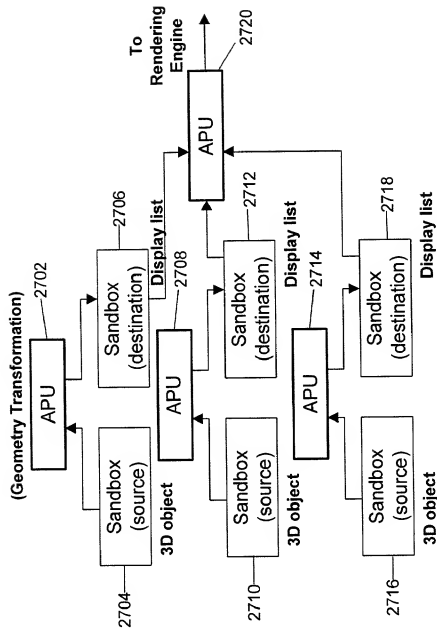 (Geometry Transformation)
2702
APU
2704
Sandbox
(source)
3D object
2706
Sandbox
(destination)
Display list
2708
APU
2710
Sandbox
(source)
3D object
2712
Sandbox
(destination)
Display list
2714
APU
2716
Sandbox
(source)
3D object
2718
Sandbox
(destination)
Display list
2720
APU
To
Rendering
Engine